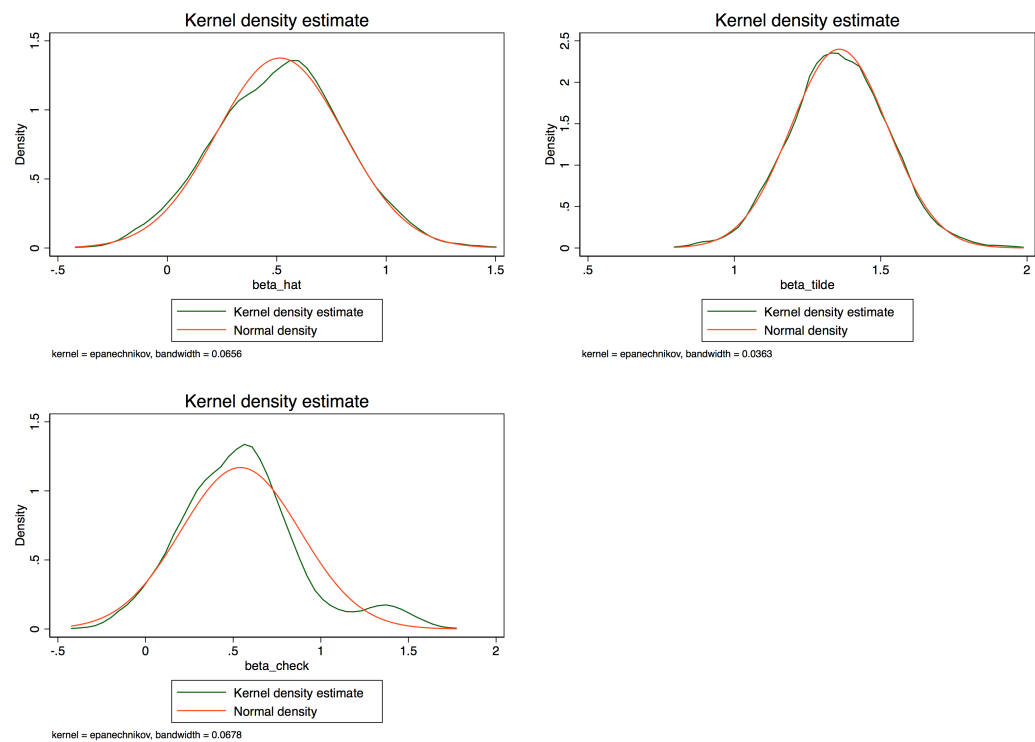 Kernel density estimate
Density
0
.5
1
1.5
-.5
0
.5
1
1.5
beta_hat
Kernel density estimate
Normal density
kernel = epanechnikov, bandwidth = 0.0656
Kernel density estimate
Density
0
.5
1
1.5
2
2.5
.5
1
1.5
2
beta_tilde
Kernel density estimate
Normal density
kernel = epanechnikov, bandwidth = 0.0363
Kernel density estimate
Density
0
.5
1
1.5
-.5
0
.5
1
1.5
2
beta_check
Kernel density estimate
Normal density
kernel = epanechnikov, bandwidth = 0.0678